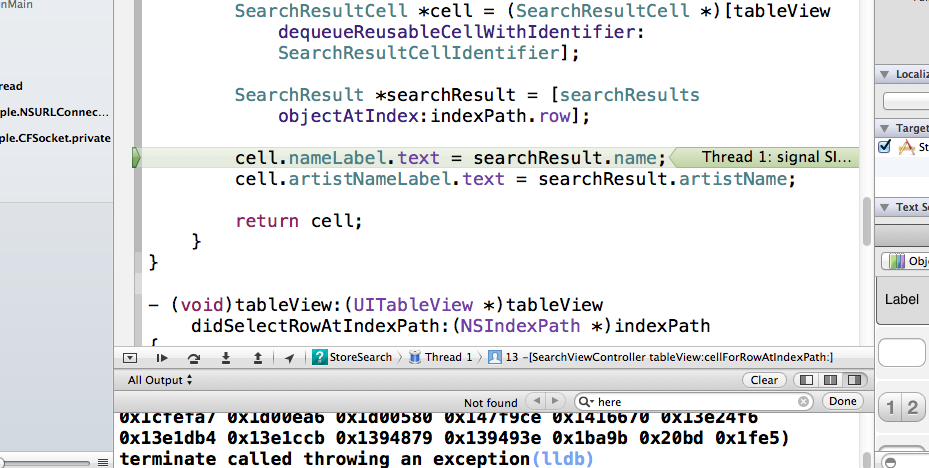 inMain
SearchResultCell *cell = (SearchResultCell *)[tableView
dequeueReusableCellWithIdentifier:
SearchResultCellIdentifier];
read
SearchResult *searchResult = [searchResults
ple.NSURLConnec...
objectAtIndex:indexPath.row];
ple.CFSocket.private
cell.nameLabel.text = searchResult.name;
Thread 1: signal SI...
cell.artistNameLabel.text = searchResult.artistName;
return cell;
}
}
- (void)tableView:(UITableView *)tableView
didSelectRowAtIndexPath:(NSIndexPath *)indexPath
{
Localiz
Target
St
Text Se
Obj
Label
1 2
? StoreSearch Thread 1 13 -[SearchViewController tableView:cellForRowAtIndexPath:]
All Output
Clear
Not found
here
Done
0x1cfefa7 0x1d00ea6 0x1d00580 0x147f9ce 0x1416670 0x13e24f6
0x13e1db4 0x13e1ccb 0x1394879 0x139493e 0x1ba9b 0x20bd 0x1fe5)
terminate called throwing an exception(lldb)